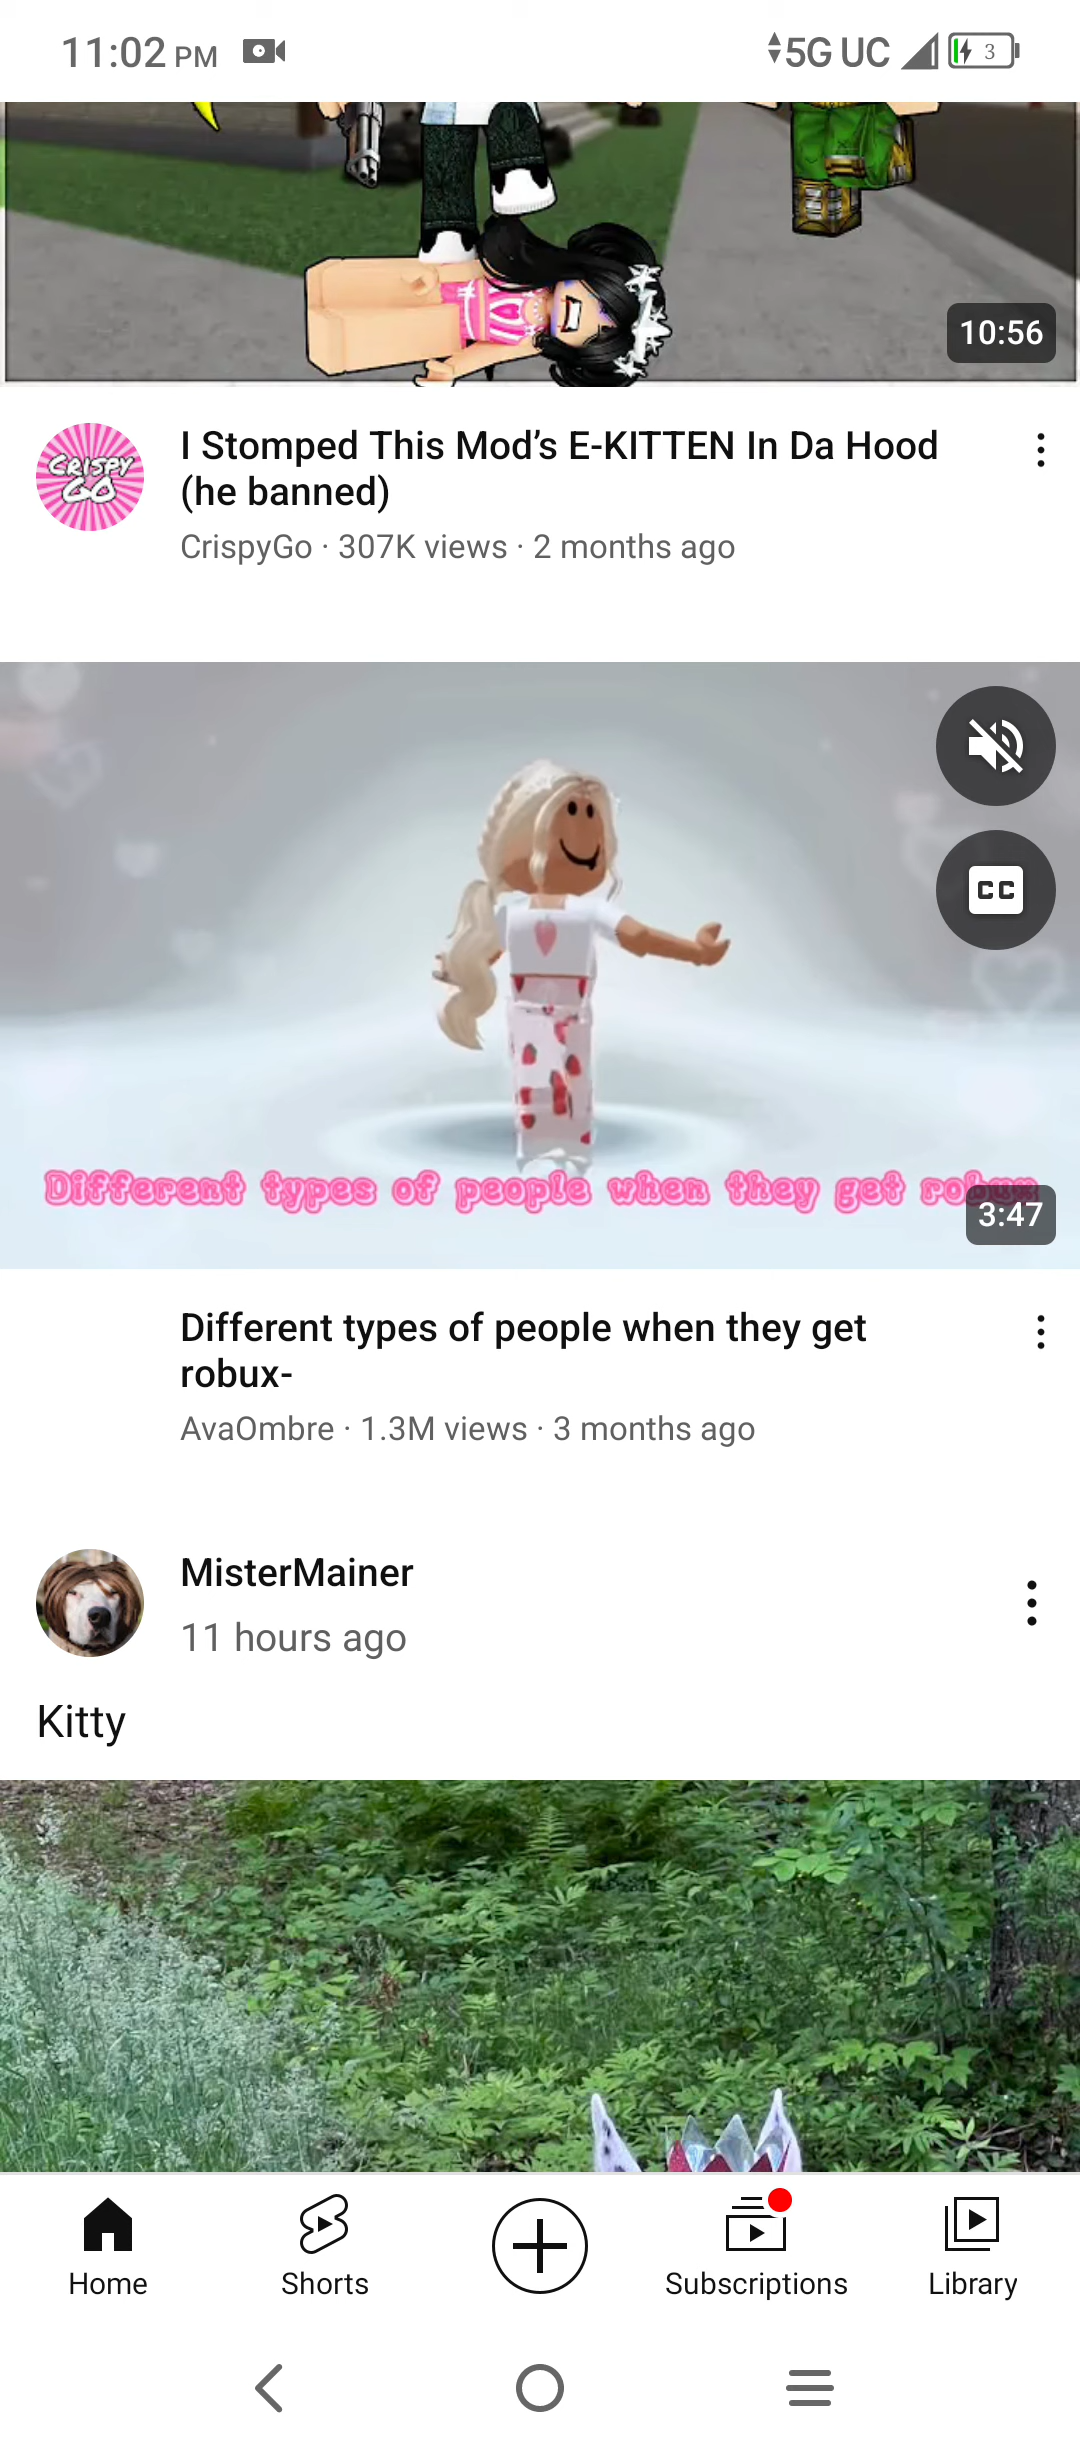 11:02 PM
5G UC
3
10:56
CRISPY
GO
I Stomped This Mod’s E-KITTEN In Da Hood
(he banned)
CrispyGo · 307K views · 2 months ago
CC
Different types of people when they get robux
3:47
Different types of people when they get
robux-
AvaOmbre · 1.3M views · 3 months ago
MisterMainer
11 hours ago
Kitty
Home
Shorts
Subscriptions
Library